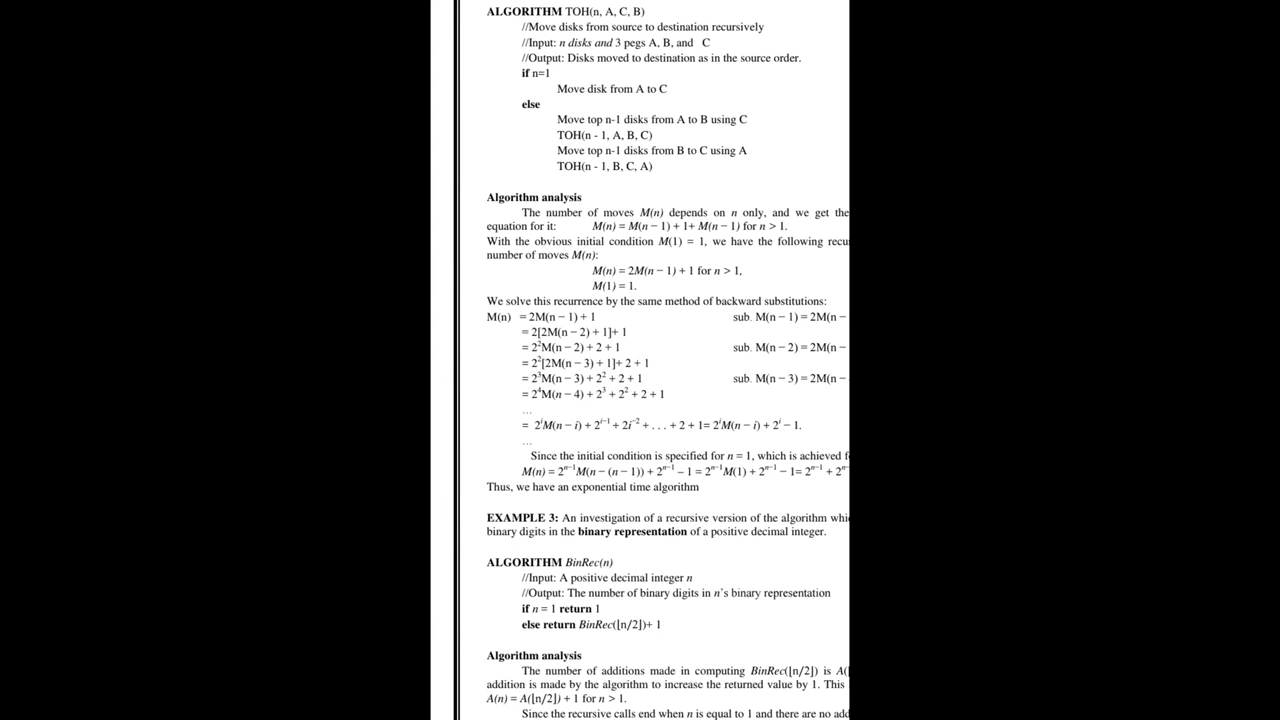 ALGORITHM TOH(n, A, C, B)
//Move disks from source to destination recursively
//Input: n disks and 3 pegs A, B, and C
//Output: Disks moved to destination as in the source order.
if n=1
Move disk from A to C
else
Move top n-1 disks from A to B using C
TOH(n - 1, A, B, C)
Move top n-1 disks from B to C using A
TOH(n - 1, B, C, A)
Algorithm analysis
The number of moves M(n) depends on n only, and we get the
equation for it: M(n) = M(n − 1) + 1+ M(n − 1) for n > 1.
With the obvious initial condition M(1) = 1, we have the following
number of moves M(n):
M(n) = 2M(n − 1) + 1 for n > 1,
M(1) = 1.
We solve this recurrence by the same method of backward substitutions:
M(n) = 2M(n − 1) + 1 sub. M(n − 1) = 2M(n −
= 2[2M(n − 2) + 1]+ 1
= 2²M(n − 2) + 2 + 1 sub. M(n − 2) = 2M(n −
= 2²[2M(n − 3) + 1]+ 2 + 1
= 2³M(n − 3) + 2² + 2 + 1 sub. M(n − 3) = 2M(n −
= 2⁴M(n − 4) + 2³ + 2² + 2 + 1
…
= 2ⁱM(n − i) + 2ⁱ⁻¹ + 2i⁻² + . . . + 2 + 1= 2ⁱM(n − i) + 2ⁱ − 1.
…
Since the initial condition is specified for n = 1, which is achieved
M(n) = 2ⁿ⁻¹M(n − (n − 1)) + 2ⁿ⁻¹ – 1 = 2ⁿ⁻¹M(1) + 2ⁿ⁻¹ − 1= 2ⁿ⁻¹ + 2ⁿ
Thus, we have an exponential time algorithm
EXAMPLE 3: An investigation of a recursive version of the algorithm
binary digits in the binary representation of a positive decimal integer.
ALGORITHM BinRec(n)
//Input: A positive decimal integer n
//Output: The number of binary digits in n's binary representation
if n = 1 return 1
else return BinRec(⌊n/2⌋)+ 1
Algorithm analysis
The number of additions made in computing BinRec(⌊n/2⌋) is
addition is made by the algorithm to increase the returned value by 1. This
A(n) = A(⌊n/2⌋) + 1 for n > 1.
Since the recursive calls end when n is equal to 1 and there are no